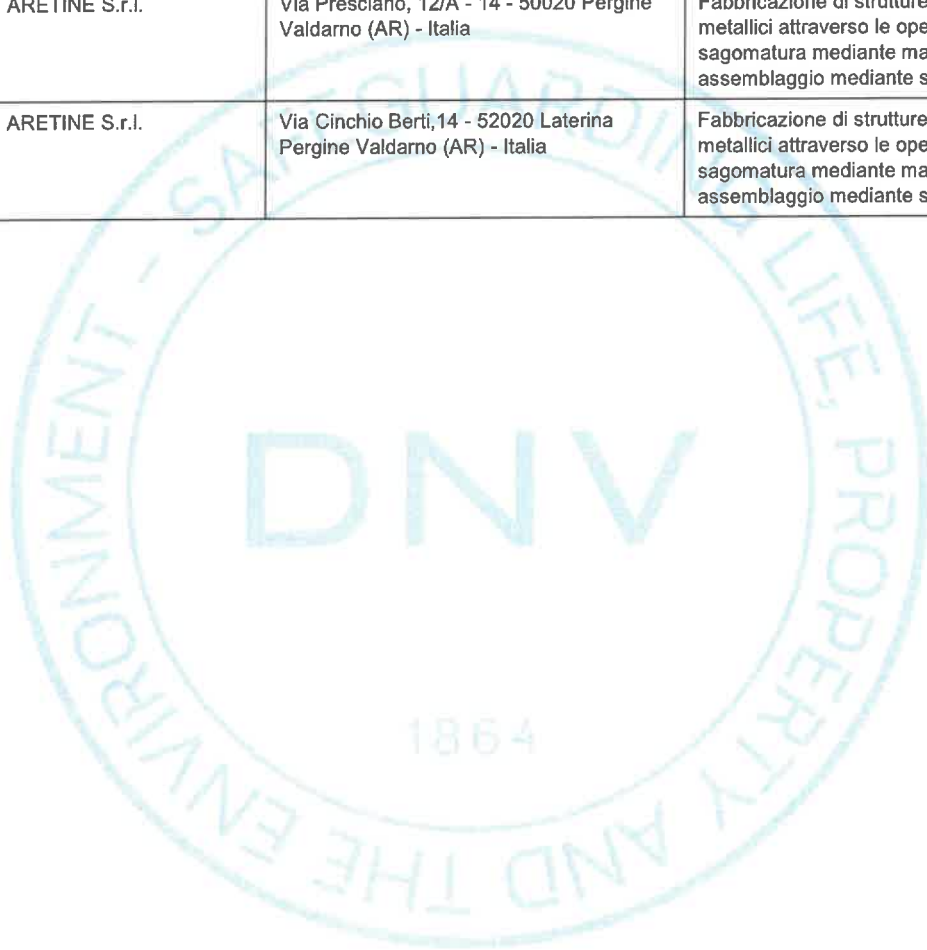 ARETINE S.r.l.
Via Presciano, 12/A - 14 - 50020 Pergine
Valdarno (AR) - Italia
Fabbricazione di strutture
metallici attraverso le ope
sagomatura mediante ma
assemblaggio mediante s
ARETINE S.r.l.
Via Cinchio Berti,14 - 52020 Laterina
Pergine Valdarno (AR) - Italia
Fabbricazione di strutture
metallici attraverso le ope
sagomatura mediante ma
assemblaggio mediante s
SAFEGUARDING LIFE, PROPERTY AND THE ENVIRONMENT -
DNV
1864